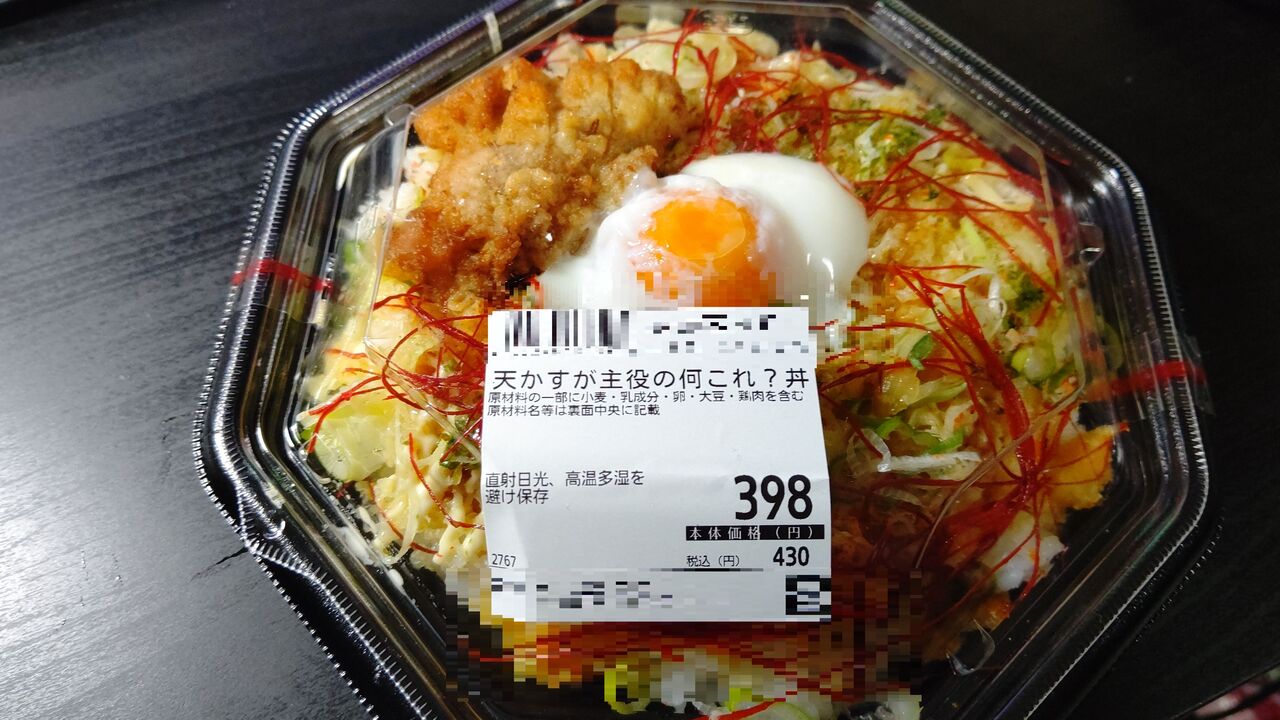 天かすが主役の何これ？丼
原材料の一部に小麦・乳成分・卵・大豆・鶏肉を含む
原材料名等は裏面中央に記載
直射日光、高温多湿を
避け保存
398
本体価格（円）
2767
税込（円） 430